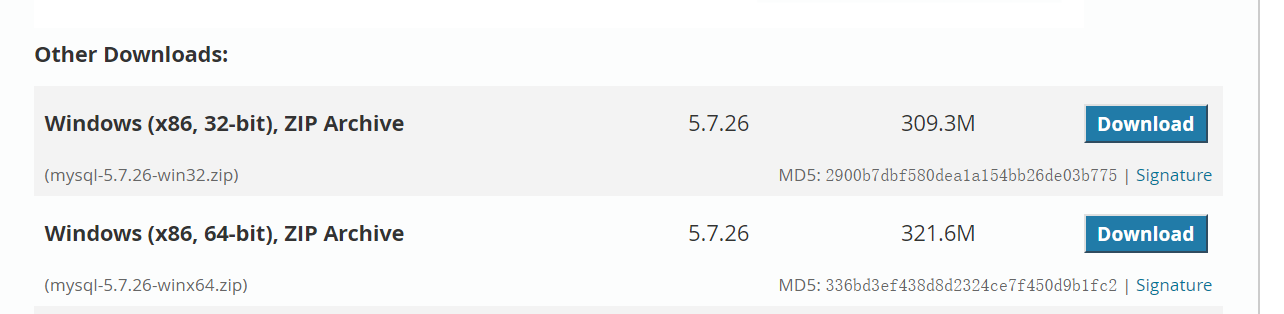 Other Downloads:
Windows (x86, 32-bit), ZIP Archive 5.7.26 309.3M Download
(mysql-5.7.26-win32.zip) MD5: 2900b7dbf580dea1a154bb26de03b775 | Signature
Windows (x86, 64-bit), ZIP Archive 5.7.26 321.6M Download
(mysql-5.7.26-winx64.zip) MD5: 336bd3ef438d8d2324ce7f450d9b1fc2 | Signature